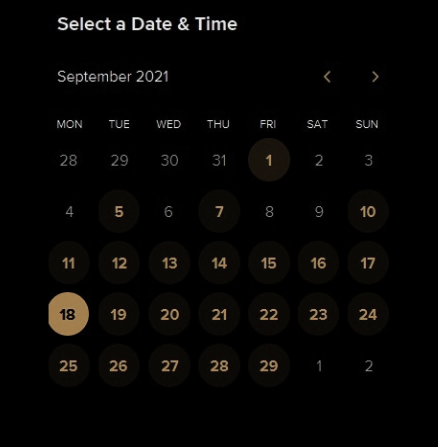 Select a Date & Time
September 2021
MON TUE WED THU FRI SAT SUN
28 29 30 31 1 2 3
4 5 6 7 8 9 10
11 12 13 14 15 16 17
18 19 20 21 22 23 24
25 26 27 28 29 1 2